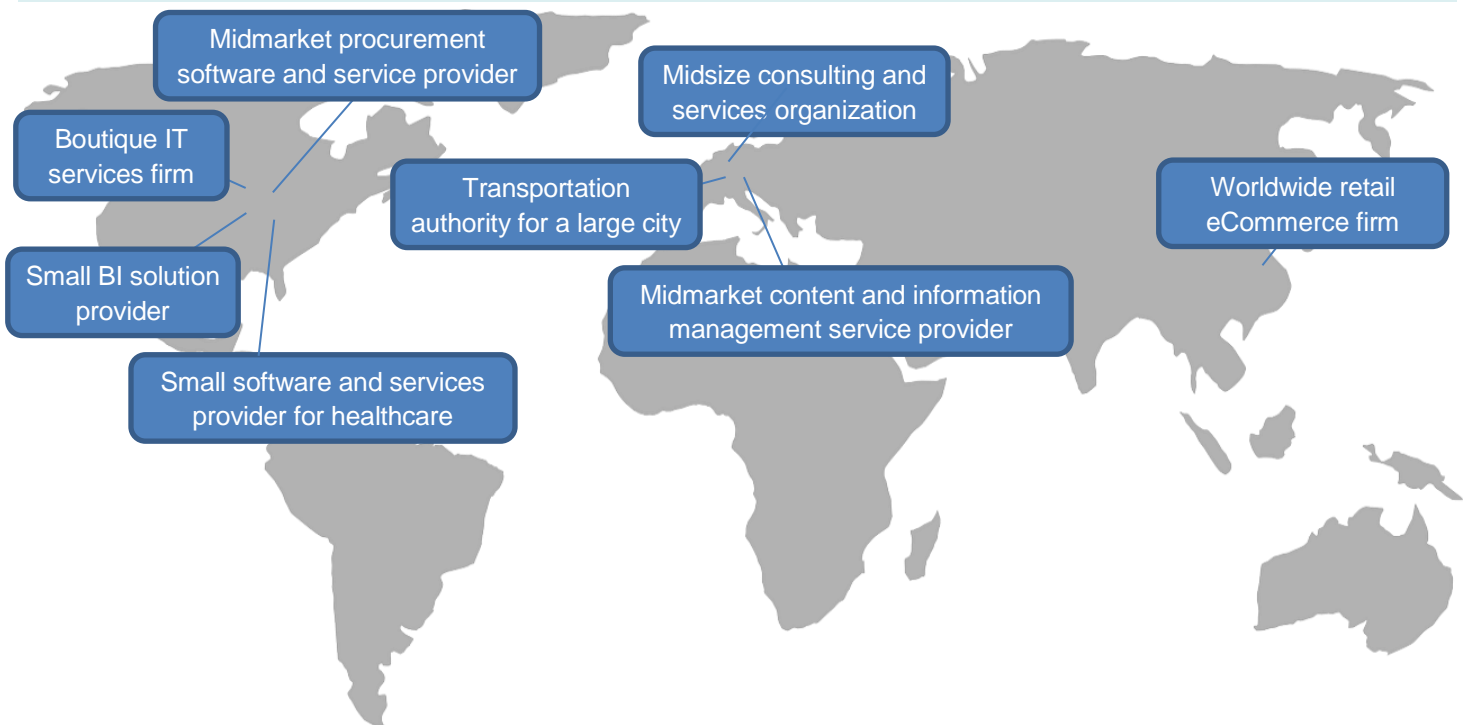 Midmarket procurement
software and service provider
Midsize consulting and
services organization
Boutique IT
services firm
Transportation
authority for a large city
Worldwide retail
eCommerce firm
Small BI solution
provider
Midmarket content and information
management service provider
Small software and services
provider for healthcare